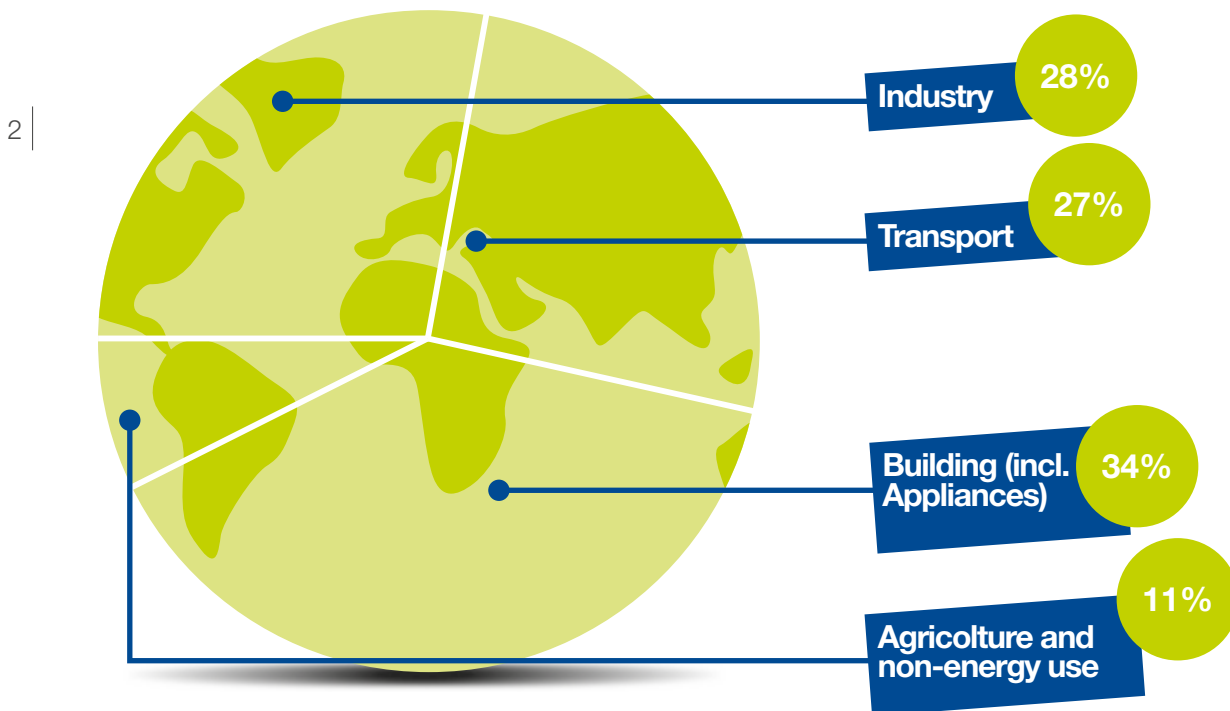 2
Industry
28%
Transport
27%
Building (incl.
Appliances)
34%
Agricolture and
non-energy use
11%